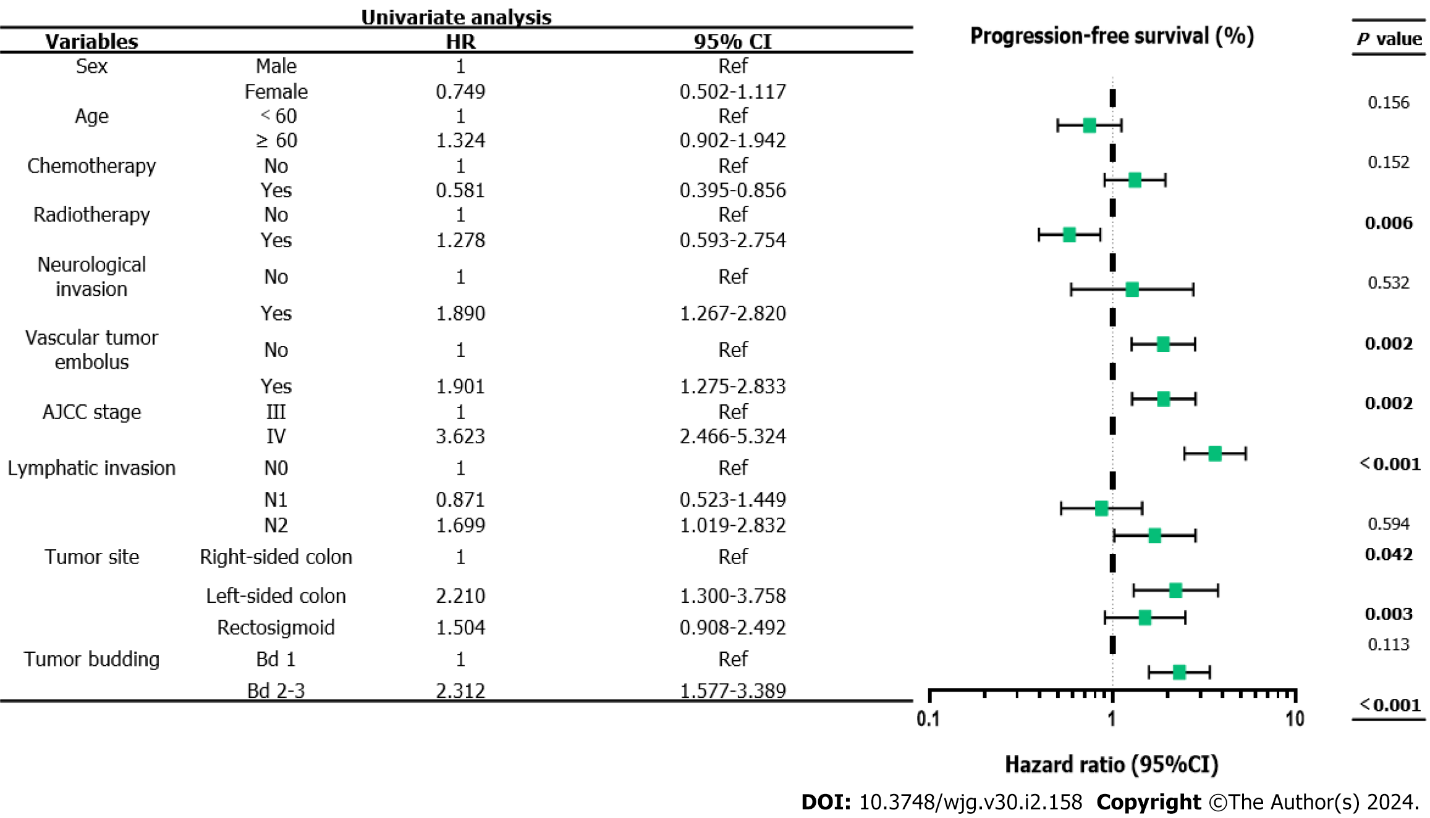 Univariate analysis
Variables HR 95% CI
Progression-free survival (%)
P value
Sex Male 1 Ref
Female 0.749 0.502-1.117 0.156
Age < 60 1 Ref
≥ 60 1.324 0.902-1.942 0.152
Chemotherapy No 1 Ref
Yes 0.581 0.395-0.856 0.006
Radiotherapy No 1 Ref
Yes 1.278 0.593-2.754 0.532
Neurological
invasion
No 1 Ref
Yes 1.890 1.267-2.820 0.002
Vascular tumor
embolus
No 1 Ref
Yes 1.901 1.275-2.833 0.002
AJCC stage III 1 Ref
IV 3.623 2.466-5.324 <0.001
Lymphatic invasion N0 1 Ref
N1 0.871 0.523-1.449 0.594
N2 1.699 1.019-2.832 0.042
Tumor site Right-sided colon 1 Ref
Left-sided colon 2.210 1.300-3.758 0.003
Rectosigmoid 1.504 0.908-2.492 0.113
Tumor budding Bd 1 1 Ref
Bd 2-3 2.312 1.577-3.389 <0.001
0.1 1 10
Hazard ratio (95%CI)
DOI: 10.3748/wjg.v30.i2.158 Copyright ©The Author(s) 2024.